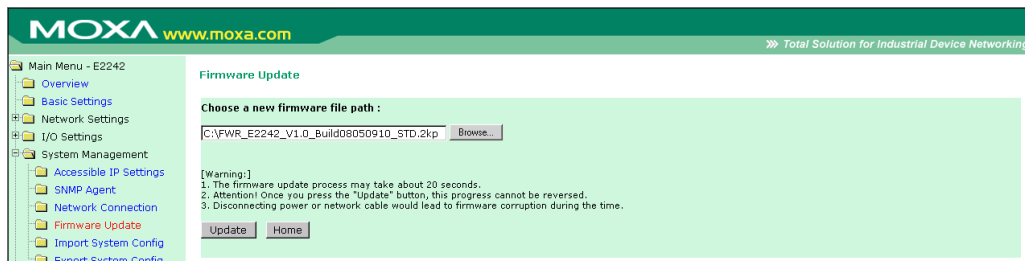 MOXA www.moxa.com
Total Solution for Industrial Device Networking
Main Menu - E2242
Overview
Basic Settings
Network Settings
I/O Settings
System Management
Accessible IP Settings
SNMP Agent
Network Connection
Firmware Update
Import System Config
Export System Config
Firmware Update
Choose a new firmware file path :
C:\FWR_E2242_V1.0_Build08050910_STD.2kp Browse...
[Warning:]
1. The firmware update process may take about 20 seconds.
2. Attention! Once you press the "Update" button, this progress cannot be reversed.
3. Disconnecting power or network cable would lead to firmware corruption during the time.
Update Home